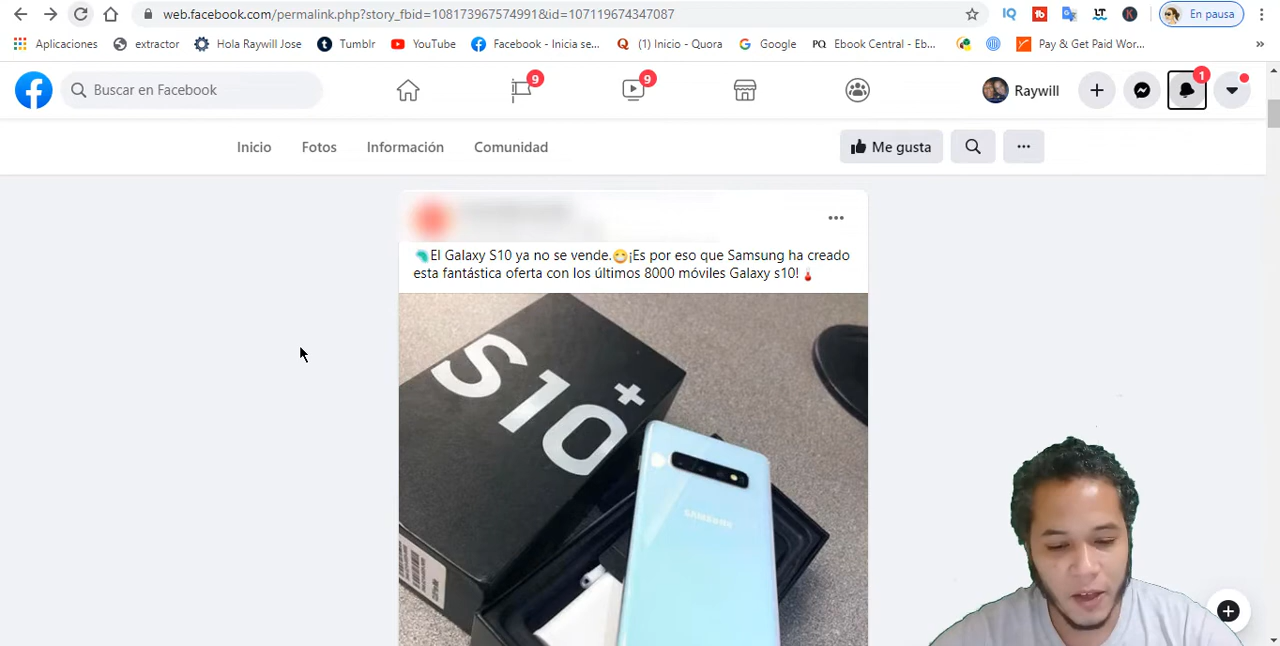 web.facebook.com/permalink.php?story_fbid=108173967574991&id=107119674347087
En pausa
Aplicaciones
extractor
Hola Raywill Jose
Tumblr
YouTube
Facebook - Inicia se...
(1) Inicio - Quora
Google
PQ
Ebook Central - Eb...
Pay & Get Paid Wor...
»
IQ
LT
K
Buscar en Facebook
9
9
Raywill
1
Inicio
Fotos
Información
Comunidad
Me gusta
El Galaxy S10 ya no se vende.😷¡Es por eso que Samsung ha creado
esta fantástica oferta con los últimos 8000 móviles Galaxy s10!🌡
S10+
SAMSUNG